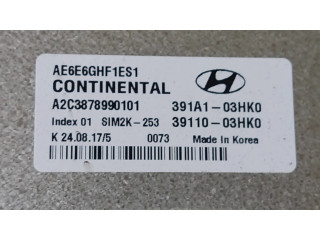 AE6E6GHF1ES1
CONTINENTAL
A2C3878990101 391A1-03HK0
Index 01 SIM2K-253 39110-03HK0
K 24.08.17/5 0073 Made in Korea